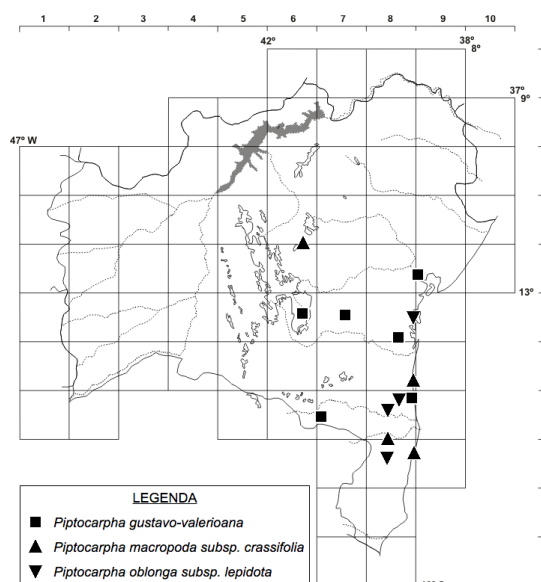 1 2 3 4 5 6 7 8 9 10
42° 38°
8°
37°
9°
47° W
13°
LEGENDA
Piptocarpha gustavo-valerioana
Piptocarpha macropoda subsp. crassifolia
Piptocarpha oblonga subsp. lepidota